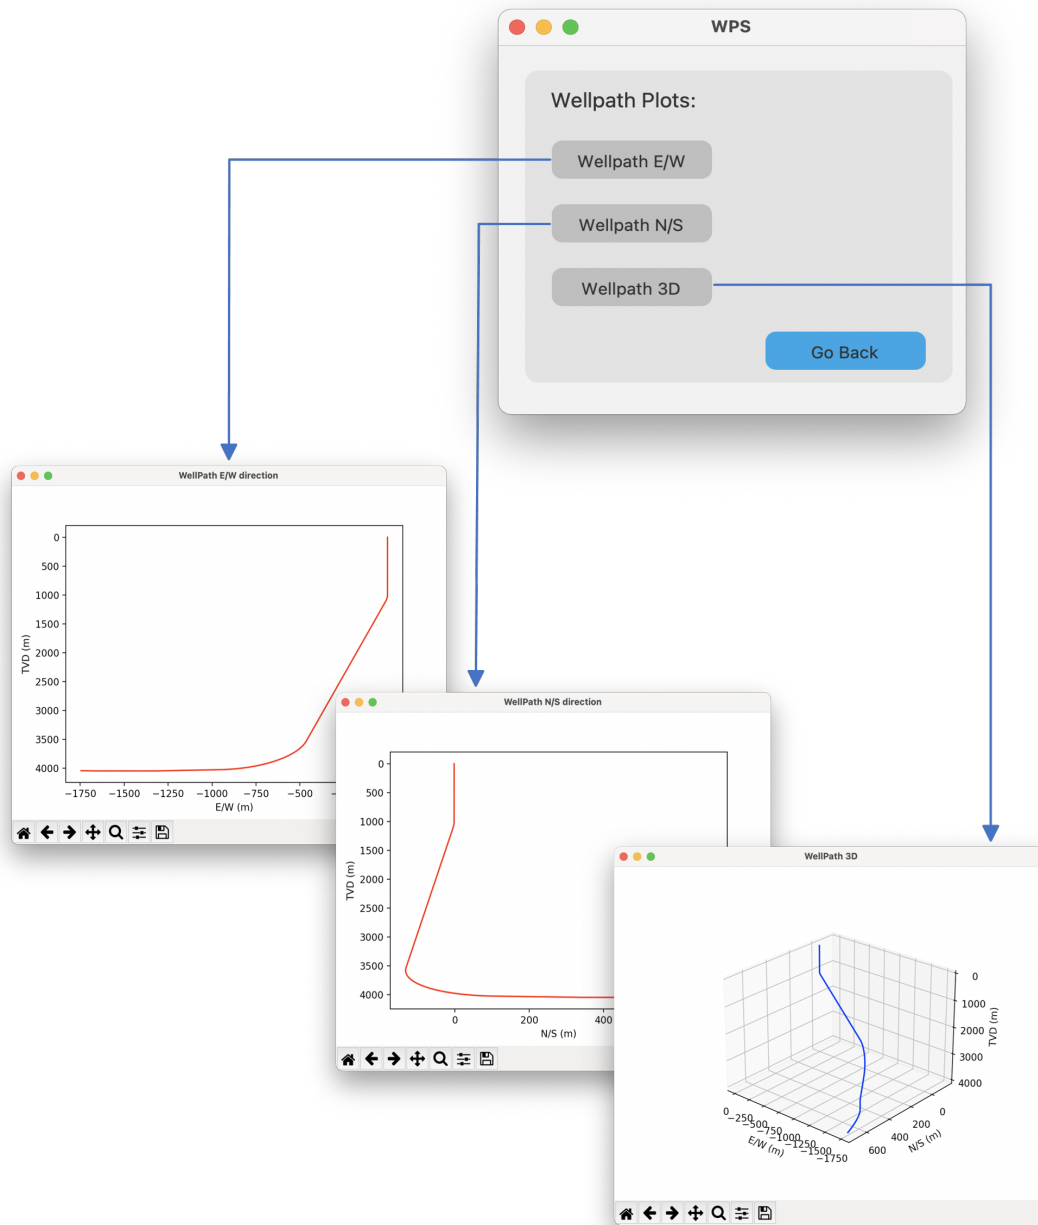 WPS
Wellpath Plots:
Wellpath E/W
Wellpath N/S
Wellpath 3D
Go Back
WellPath E/W direction
0
500
1000
1500
2000
2500
3000
3500
4000
TVD (m)
−1750 −1500 −1250 −1000 −750 −500
E/W (m)
WellPath N/S direction
0
500
1000
1500
2000
2500
3000
3500
4000
TVD (m)
0 200 400
N/S (m)
WellPath 3D
0
1000
2000
3000
4000
TVD (m)
0 −250 −500 −750 −1000 −1250 −1500 −1750
E/W (m)
0
200
400
600
N/S (m)